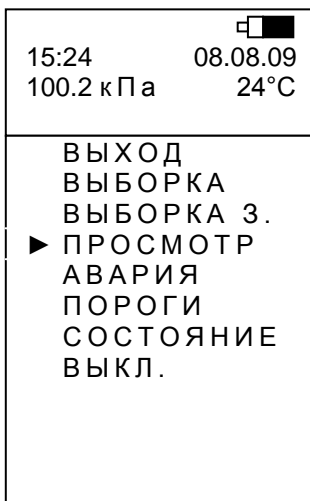 15:24 08.08.09
100.2 кПа 24°C
ВЫХОД
ВЫБОРКА
ВЫБОРКА З.
► ПРОСМОТР
АВАРИЯ
ПОРОГИ
СОСТОЯНИЕ
ВЫКЛ.